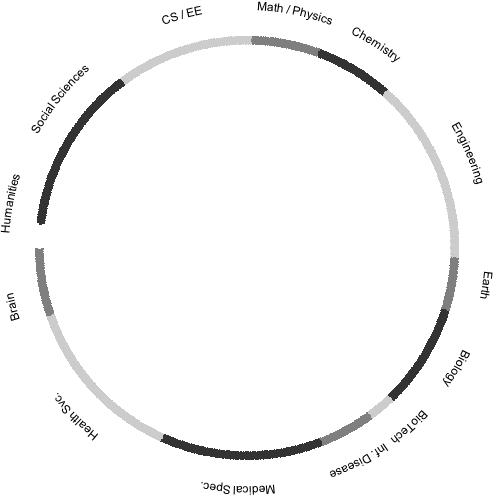 CS / EE
Math / Physics
Chemistry
Engineering
Earth
Biology
BioTech
Inf. Disease
Medical Spec.
Health Svc.
Brain
Humanities
Social Sciences